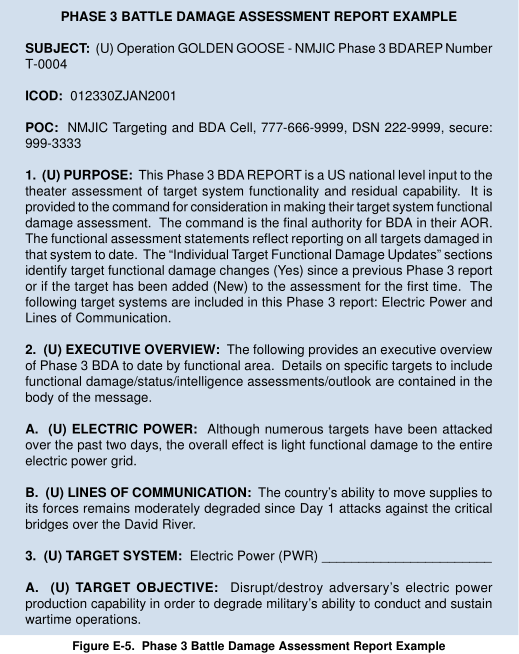 PHASE 3 BATTLE DAMAGE ASSESSMENT REPORT EXAMPLE
SUBJECT: (U) Operation GOLDEN GOOSE - NMJIC Phase 3 BDAREP Number
T-0004
ICOD: 012330ZJAN2001
POC: NMJIC Targeting and BDA Cell, 777-666-9999, DSN 222-9999, secure:
999-3333
1. (U) PURPOSE: This Phase 3 BDA REPORT is a US national level input to the
theater assessment of target system functionality and residual capability. It is
provided to the command for consideration in making their target system functional
damage assessment. The command is the final authority for BDA in their AOR.
The functional assessment statements reflect reporting on all targets damaged in
that system to date. The “Individual Target Functional Damage Updates” sections
identify target functional damage changes (Yes) since a previous Phase 3 report
or if the target has been added (New) to the assessment for the first time. The
following target systems are included in this Phase 3 report: Electric Power and
Lines of Communication.
2. (U) EXECUTIVE OVERVIEW: The following provides an executive overview
of Phase 3 BDA to date by functional area. Details on specific targets to include
functional damage/status/intelligence assessments/outlook are contained in the
body of the message.
A. (U) ELECTRIC POWER: Although numerous targets have been attacked
over the past two days, the overall effect is light functional damage to the entire
electric power grid.
B. (U) LINES OF COMMUNICATION: The country’s ability to move supplies to
its forces remains moderately degraded since Day 1 attacks against the critical
bridges over the David River.
3. (U) TARGET SYSTEM: Electric Power (PWR) ________________________
A. (U) TARGET OBJECTIVE: Disrupt/destroy adversary’s electric power
production capability in order to degrade military’s ability to conduct and sustain
wartime operations.
Figure E-5. Phase 3 Battle Damage Assessment Report Example